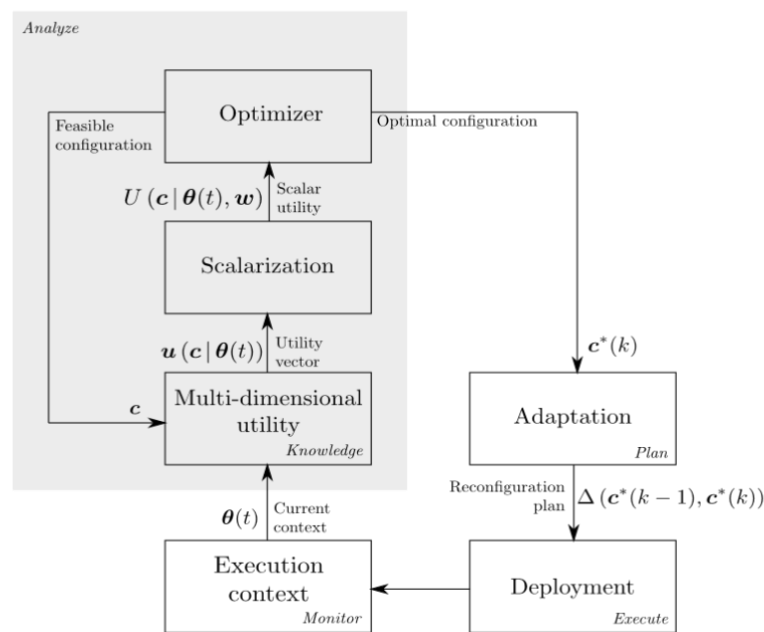 Analyze
Optimizer
Feasible
configuration
Optimal configuration
U (c | θ(t), w)
Scalar
utility
Scalarization
u (c | θ(t))
Utility
vector
c*(k)
c
Multi-dimensional
utility
Knowledge
Adaptation
Plan
θ(t)
Current
context
Reconfiguration
plan
Δ (c*(k − 1), c*(k))
Execution
context
Monitor
Deployment
Execute